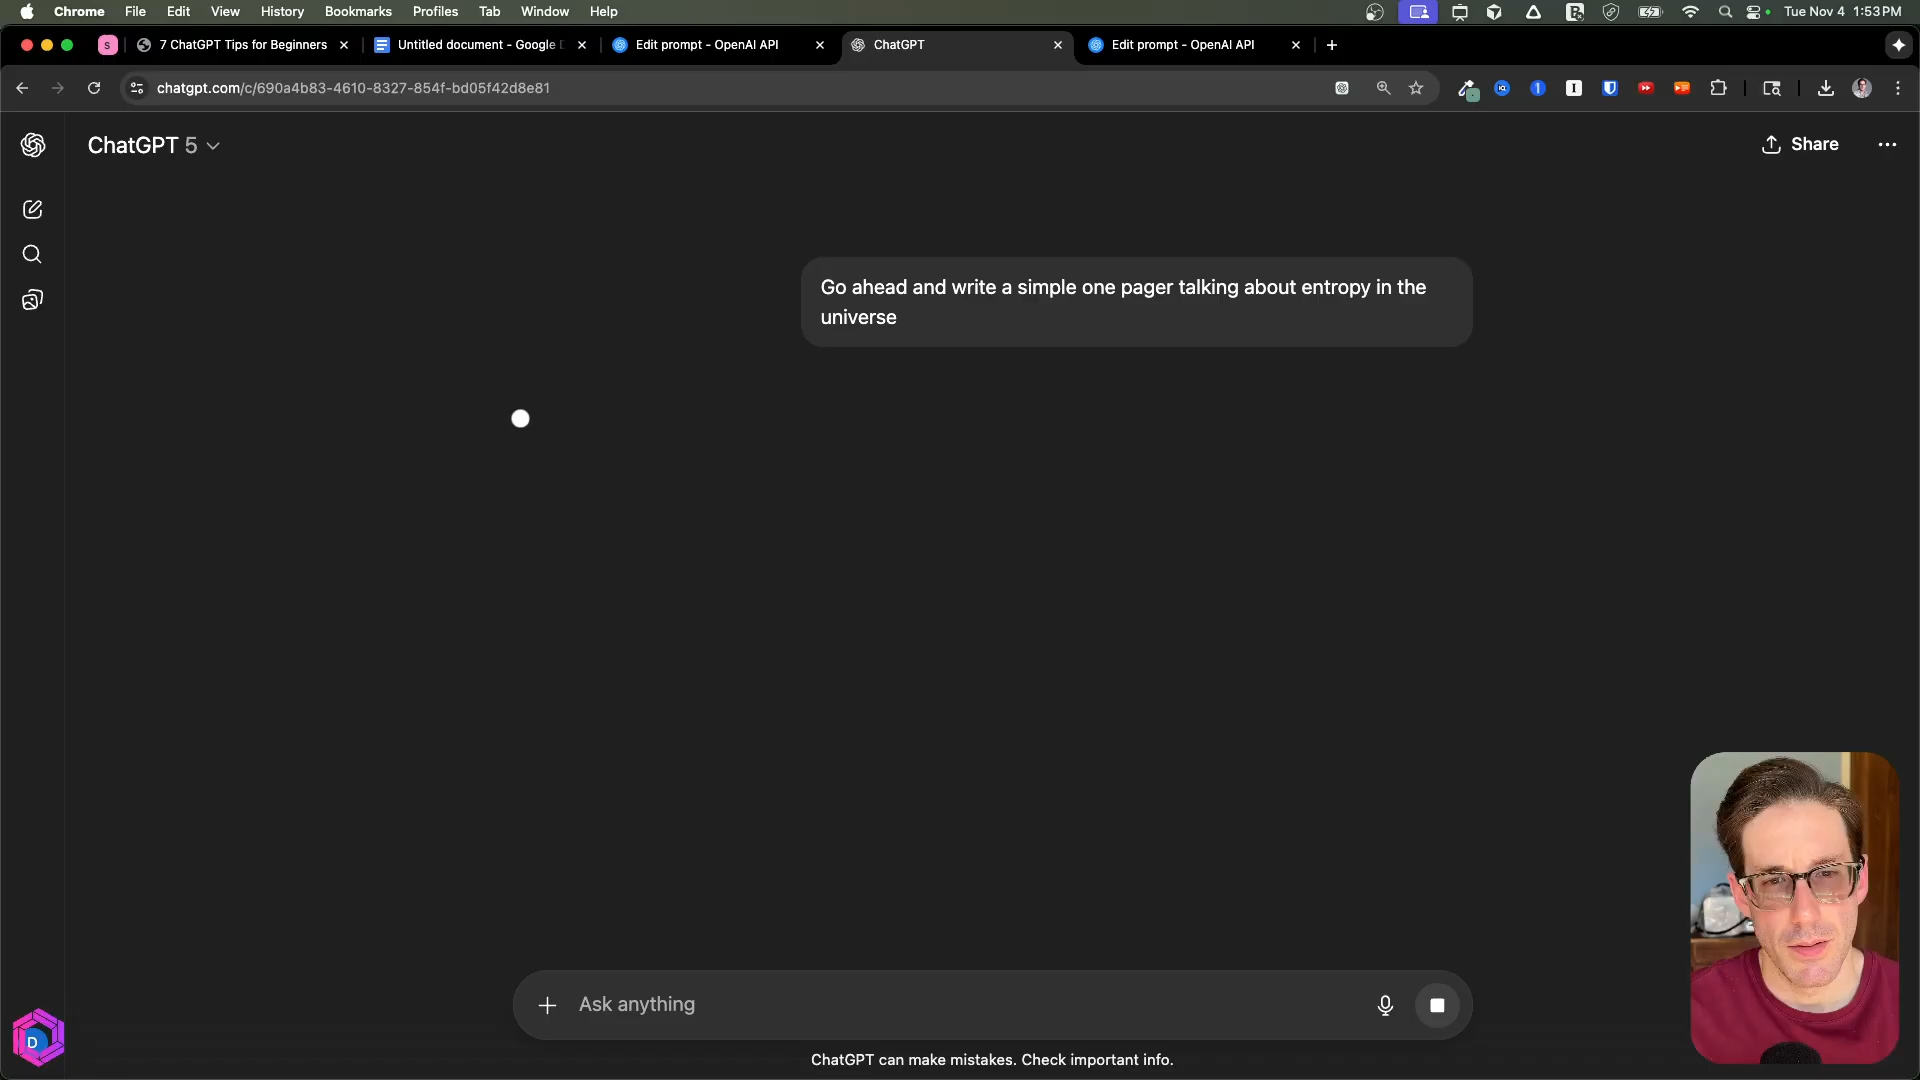 Chrome File Edit View History Bookmarks Profiles Tab Window Help Tue Nov 4 1:53 PM
S 7 ChatGPT Tips for Beginners Untitled document - Google D Edit prompt - OpenAI API ChatGPT Edit prompt - OpenAI API
chatgpt.com/c/690a4b83-4610-8327-854f-bd05f42d8e81
ChatGPT 5 Share
Go ahead and write a simple one pager talking about entropy in the
universe
Ask anything
D
ChatGPT can make mistakes. Check important info.